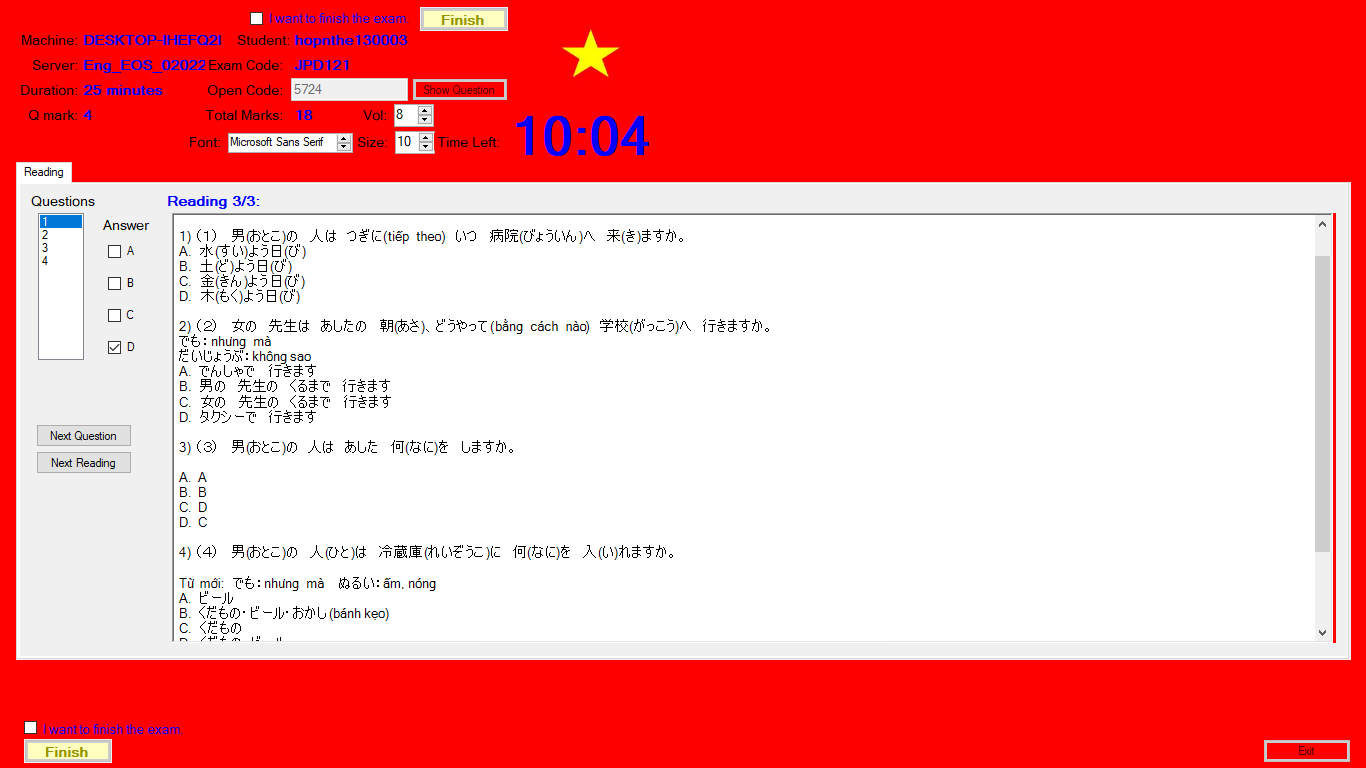 I want to finish the exam. Finish
Machine: DESKTOP-IHEFQ2I Student: hopnthe130003
Server: Eng_EOS_02022 Exam Code: JPD121
Duration: 25 minutes Open Code: 5724 Show Question
Q mark: 4 Total Marks: 18 Vol: 8
Font: Microsoft Sans Serif Size: 10 Time Left: 10:04
Reading
Questions
Reading 3/3:
1
2
3
4
Answer
A
B
C
D
Next Question
Next Reading
1) (1) 男(おとこ)の 人は つぎに(tiếp theo) いつ 病院(びょういん)へ 来(き)ますか。
A. 水(すい)よう日(び)
B. 土(ど)よう日(び)
C. 金(きん)よう日(び)
D. 木(もく)よう日(び)
2) (2) 女の 先生は あしたの 朝(あさ)、どうやって(bằng cách nào) 学校(がっこう)へ 行きますか。
でも：nhưng mà
だいじょうぶ：không sao
A. でんしゃで 行きます
B. 男の 先生の くるまで 行きます
C. 女の 先生の くるまで 行きます
D. タクシーで 行きます
3) (3) 男(おとこ)の 人は あした 何(なに)を しますか。
A. A
B. B
C. D
D. C
4) (4) 男(おとこ)の 人(ひと)は 冷蔵庫(れいぞうこ)に 何(なに)を 入(い)れますか。
Từ mới: でも：nhưng mà ぬるい：ấm, nóng
A. ビール
B. くだもの・ビール・おかし(bánh kẹo)
C. くだもの
D. くだもの・ビール
I want to finish the exam.
Finish
Exit